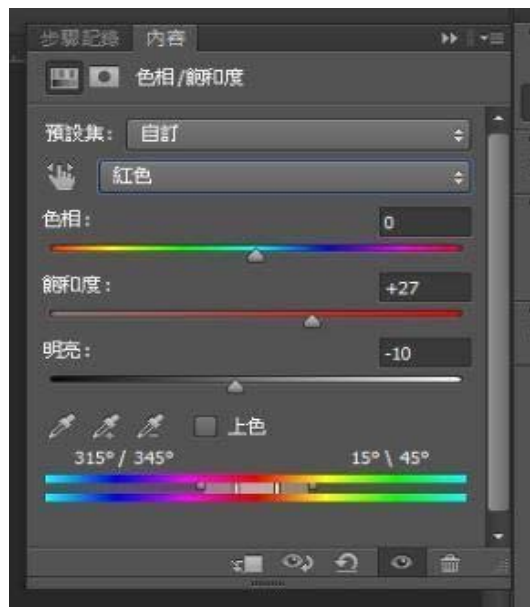 步驟記錄 內容
色相/飽和度
預設集: 自訂
紅色
色相: 0
飽和度: +27
明亮: -10
上色
315°/ 345° 15°\ 45°